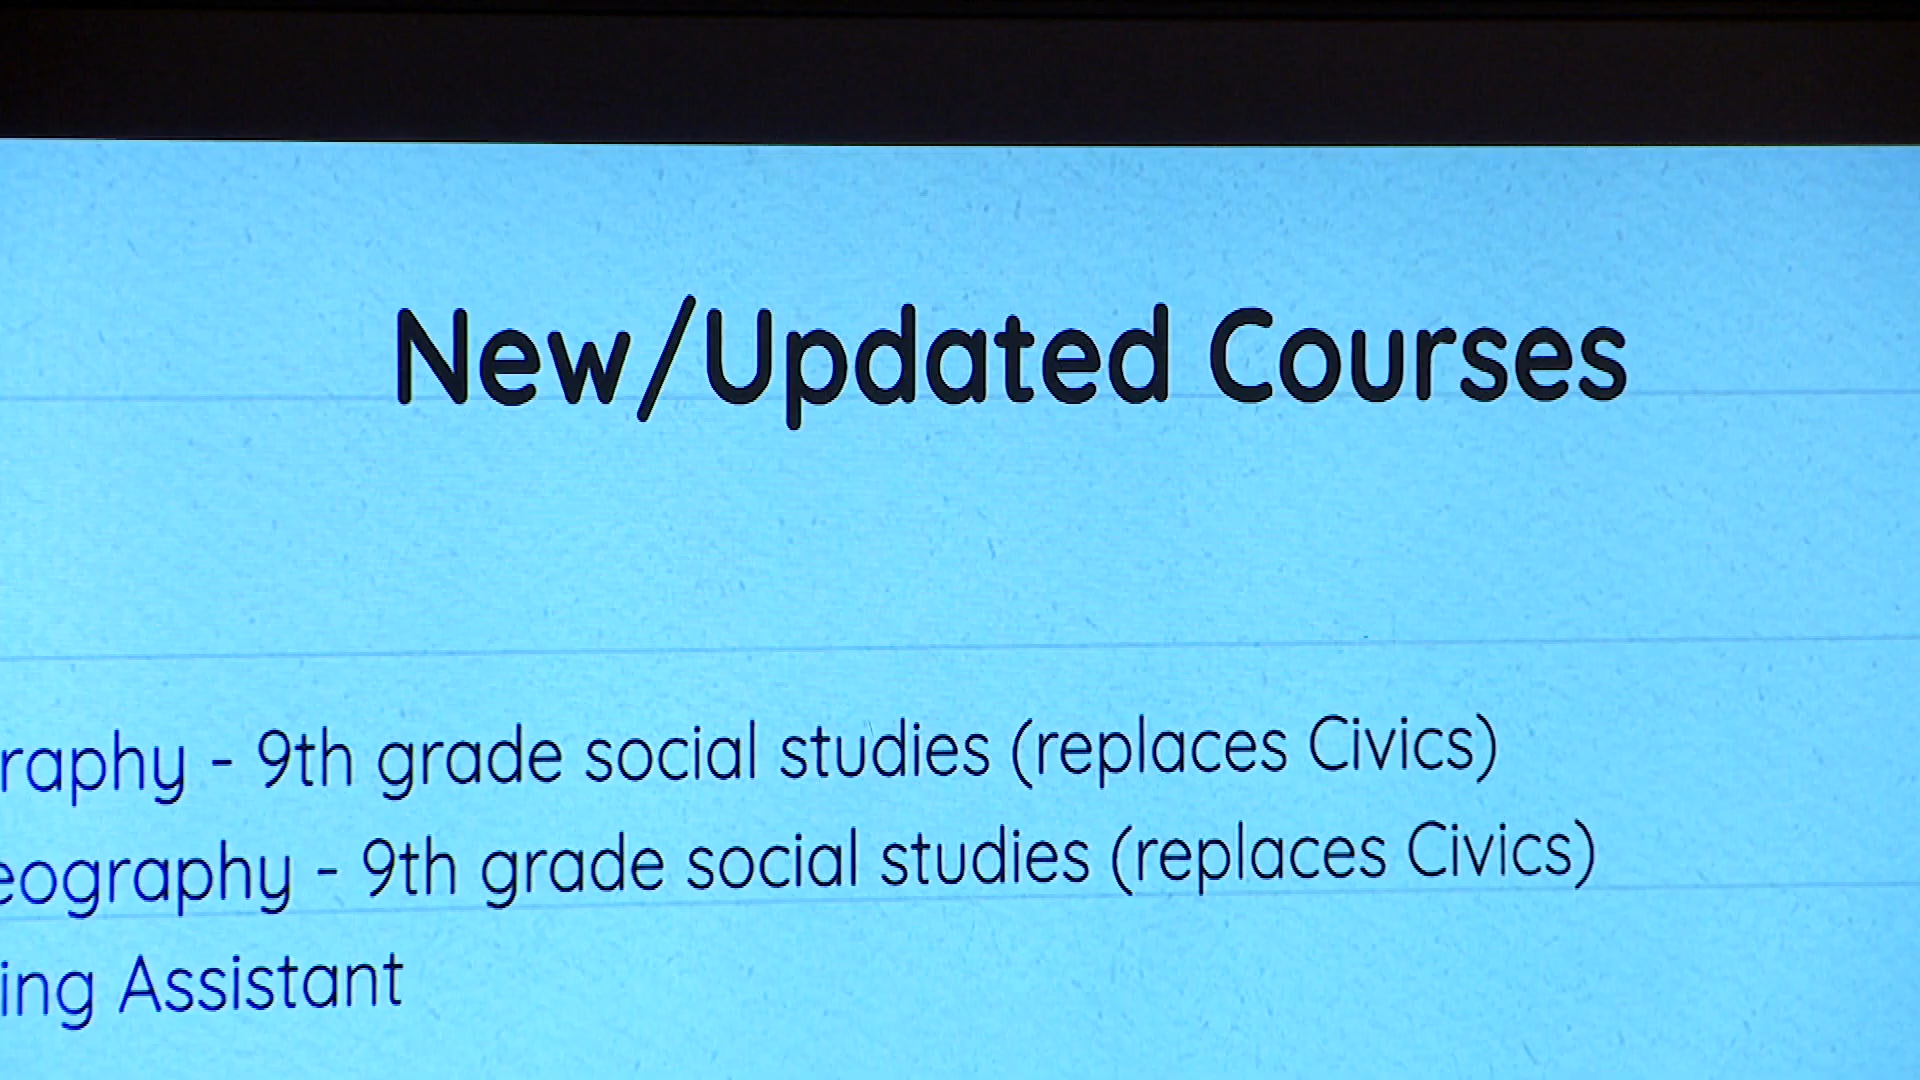 New/Updated Courses
raphy - 9th grade social studies (replaces Civics)
eography - 9th grade social studies (replaces Civics)
ing Assistant